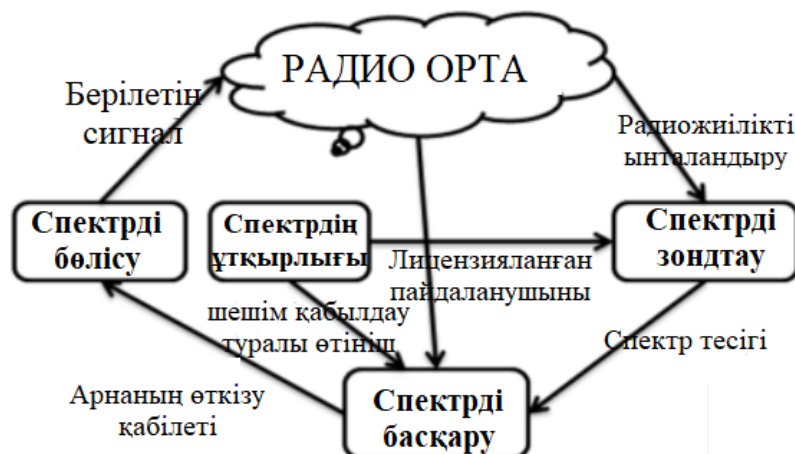 РАДИО ОРТА
Берілетін
сигнал
Радиожиілікті
ынталандыру
Спектрді
бөлісу
Спектрдің
ұтқырлығы
Спектрді
зондтау
Лицензияланған
пайдаланушыны
шешім қабылдау
туралы өтініш
Спектр тесігі
Арнаның өткізу
қабілеті
Спектрді
басқару